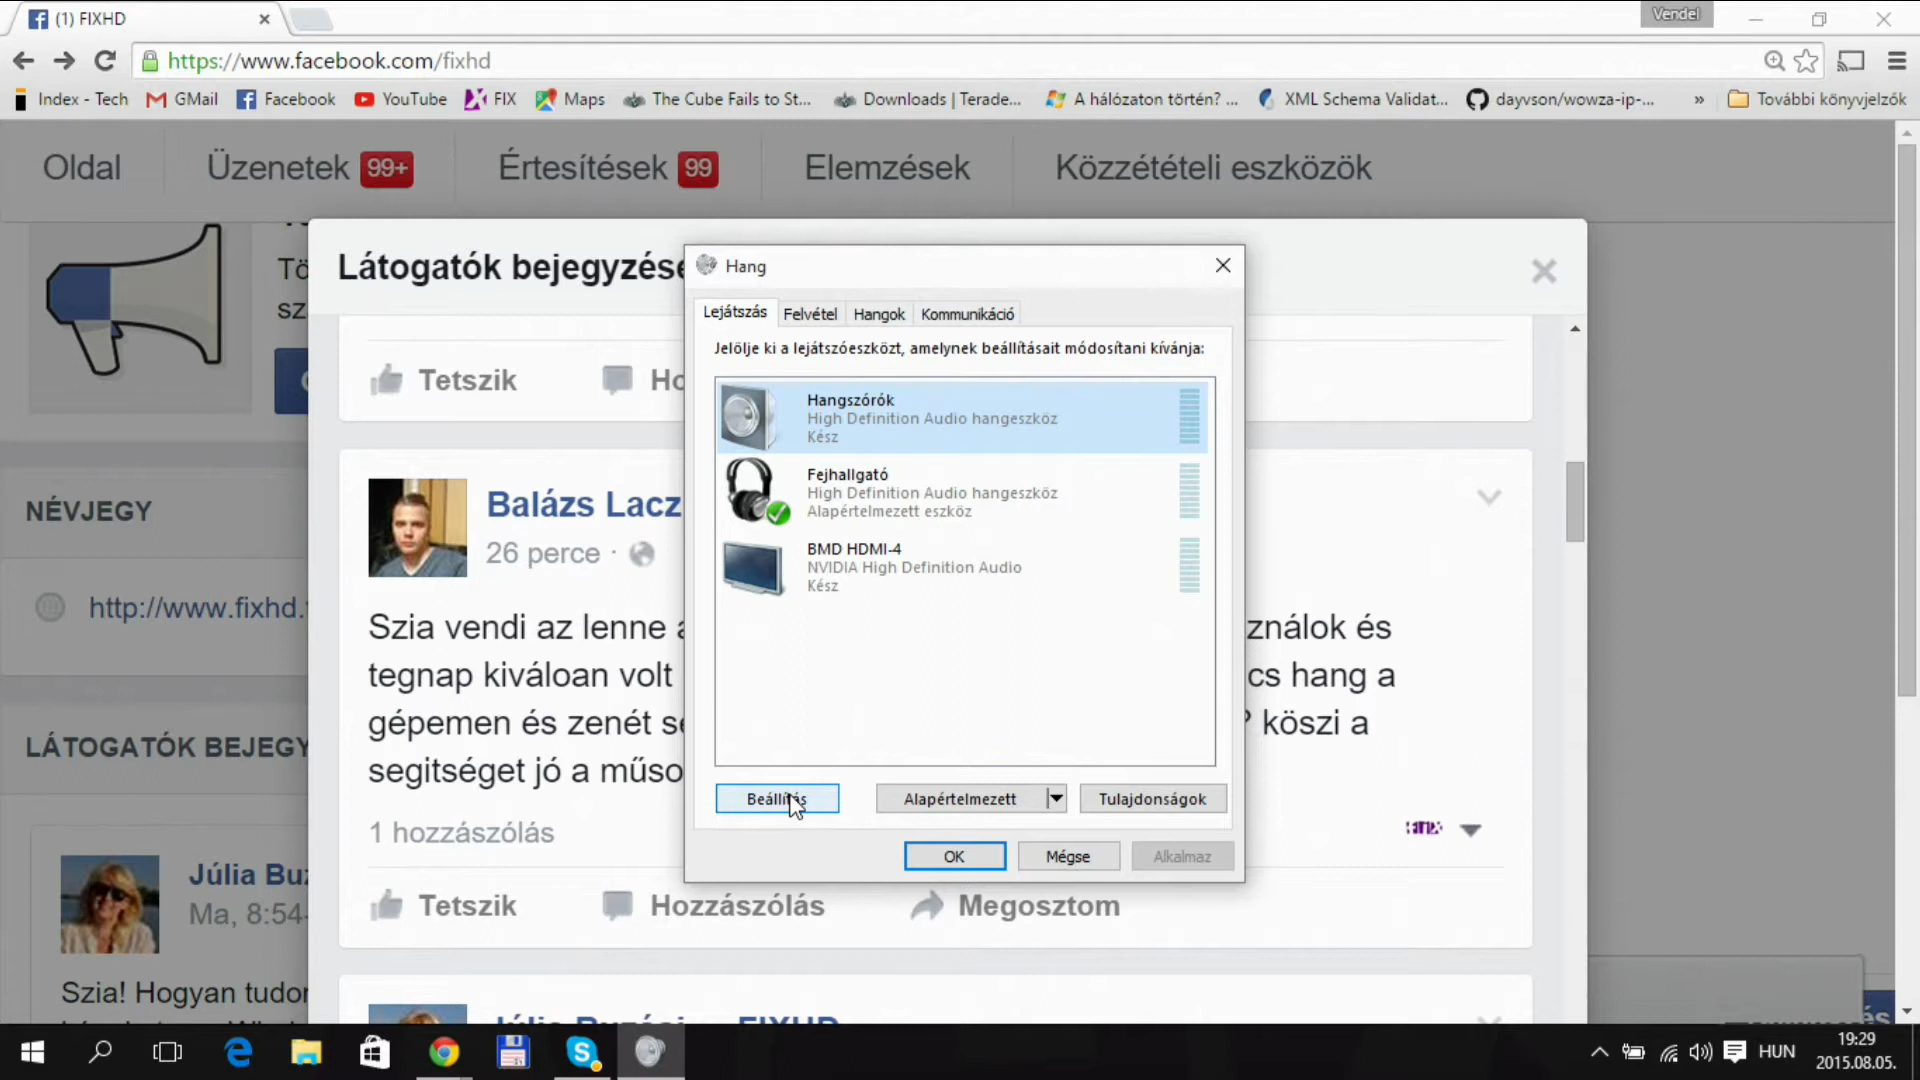 (1) FIXHD
Vendel
https://www.facebook.com/fixhd
Index - Tech
GMail
Facebook
YouTube
FIX
Maps
The Cube Fails to St...
Downloads | Terade...
A hálózaton történ? ...
XML Schema Validat...
dayvson/wowza-ip-...
»
További könyvjelzők
Oldal
Üzenetek 99+
Értesítések 99
Elemzések
Közzétételi eszközök
Látogatók bejegyzése
Tetszik
NÉVJEGY
http://www.fixhd.
LÁTOGATÓK BEJEGY
Júlia Buz
Ma, 8:54
Szia! Hogyan tudor
Balázs Lacz
26 perce ·
Szia vendi az lenne
ználok és
tegnap kiváloan volt
cs hang a
gépemen és zenét se
? köszi a
segitséget jó a műso
1 hozzászólás
Tetszik
Hozzászólás
Megosztom
Hang
Lejátszás
Felvétel
Hangok
Kommunikáció
Jelölje ki a lejátszóeszközt, amelynek beállításait módosítani kívánja:
Hangszórók
High Definition Audio hangeszköz
Kész
Fejhallgató
High Definition Audio hangeszköz
Alapértelmezett eszköz
BMD HDMI-4
NVIDIA High Definition Audio
Kész
Beállítás
Alapértelmezett
Tulajdonságok
OK
Mégse
Alkalmaz
HUN
19:29
2015.08.05.